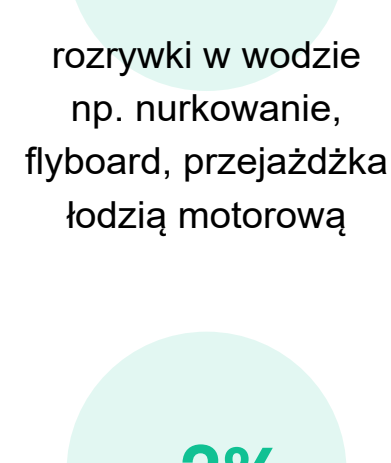 rozrywki w wodzie
np. nurkowanie,
flyboard, przejażdżka
łodzią motorową